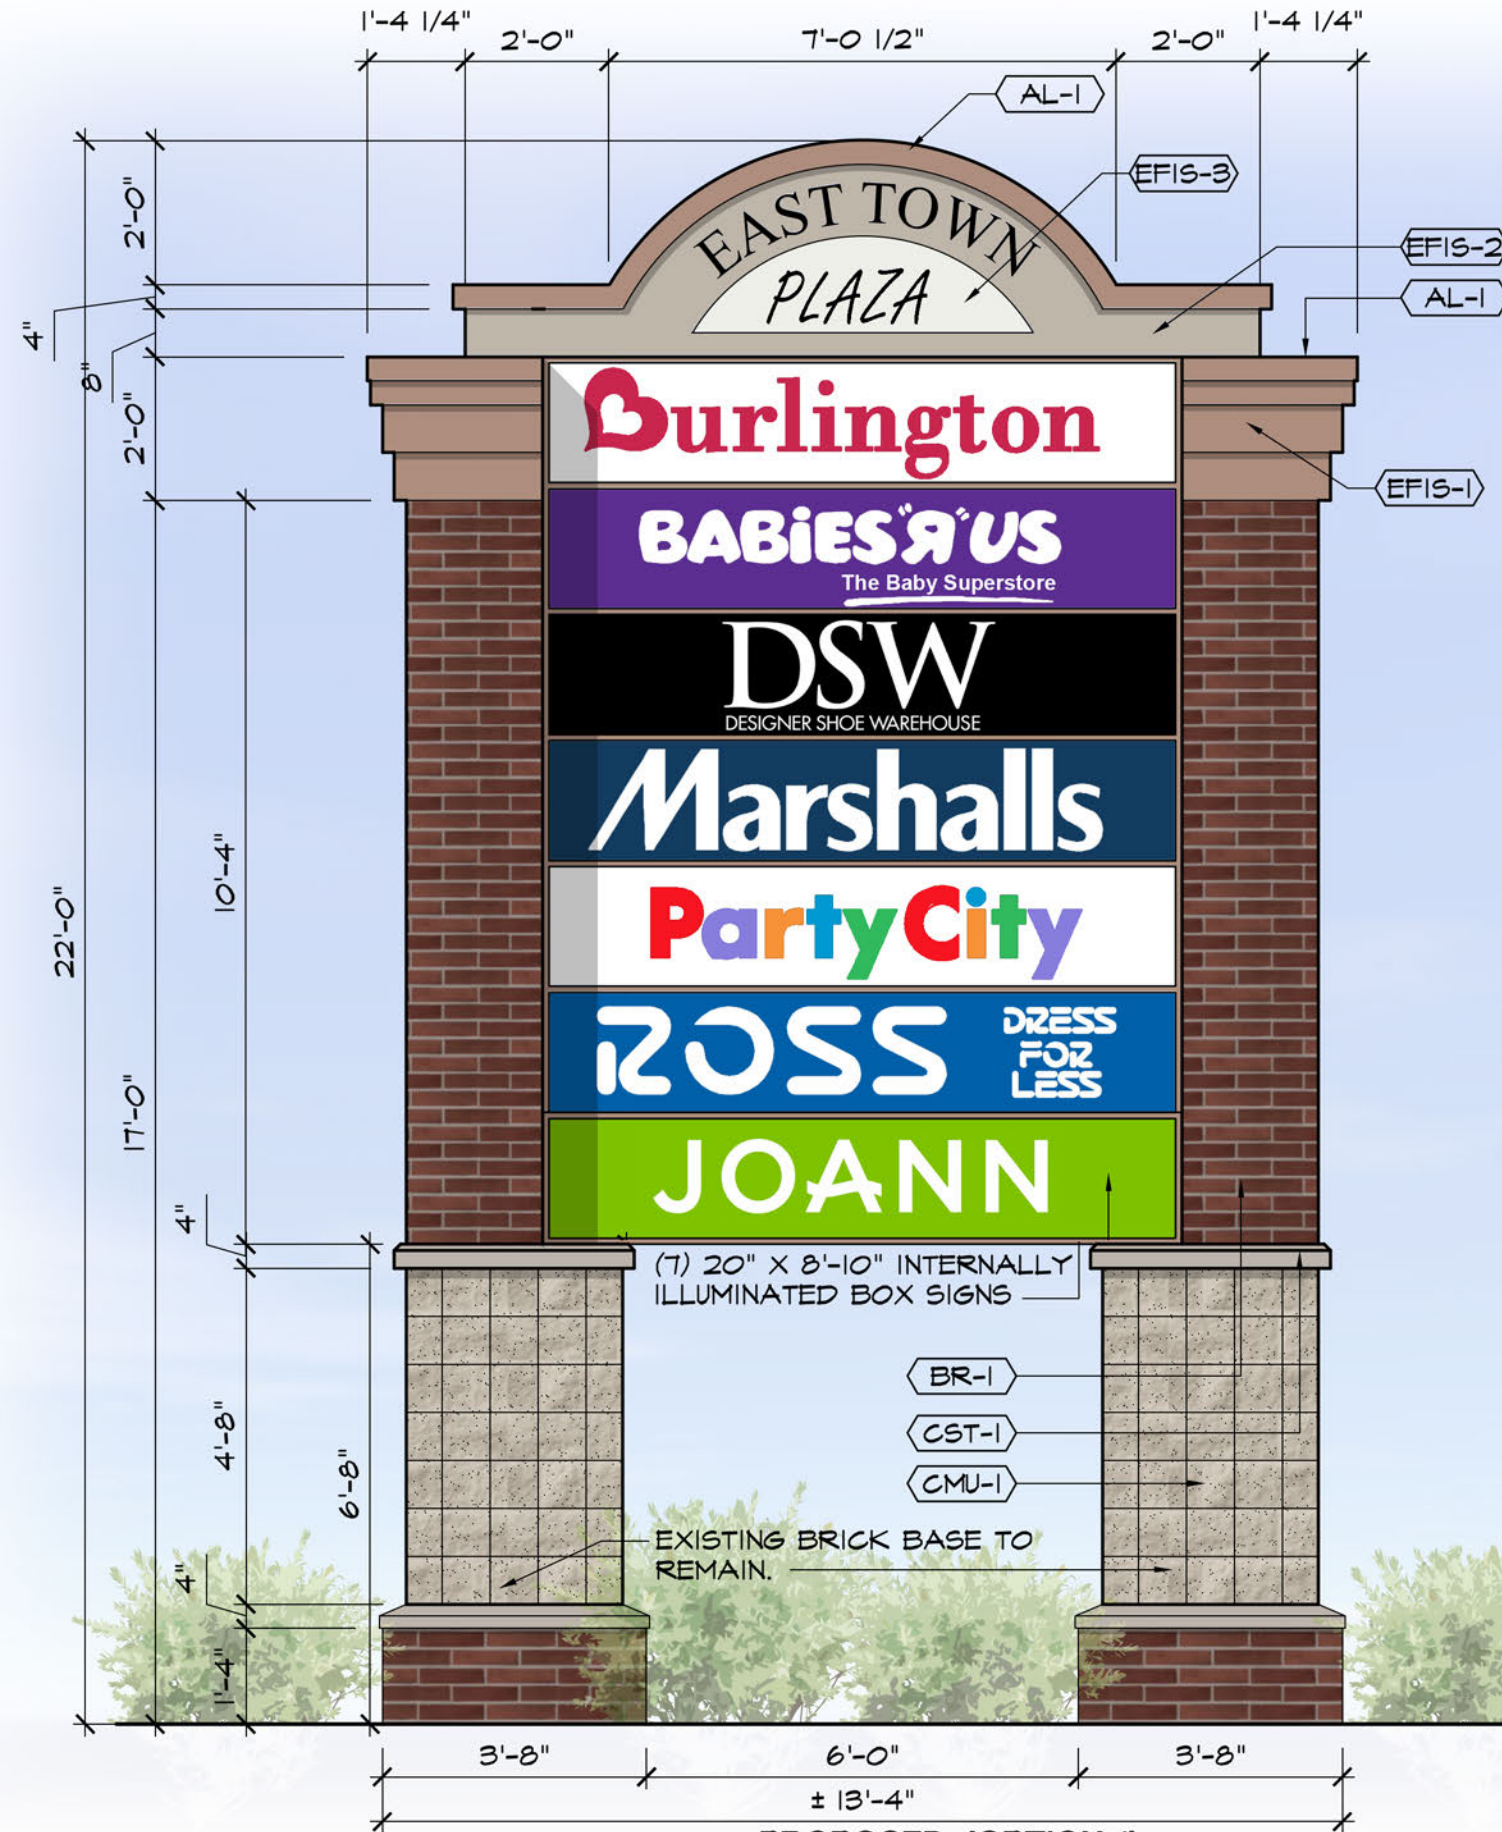 1'-4 1/4"
2'-0"
7'-0 1/2"
2'-0"
1'-4 1/4"
AL-1
EFIS-3
EFIS-2
AL-1
EFIS-1
2'-0"
4"
8"
2'-0"
22'-0"
17'-0"
10'-4"
4"
4'-8"
6'-8"
4"
1'-4"
EAST TOWN
PLAZA
Burlington
BABiES"R"US
The Baby Superstore
DSW
DESIGNER SHOE WAREHOUSE
Marshalls
Party City
ROSS
DRESS
FOR
LESS
JOANN
(7) 20" X 8'-10" INTERNALLY
ILLUMINATED BOX SIGNS
BR-1
CST-1
CMU-1
EXISTING BRICK BASE TO
REMAIN.
3'-8"
6'-0"
3'-8"
± 13'-4"